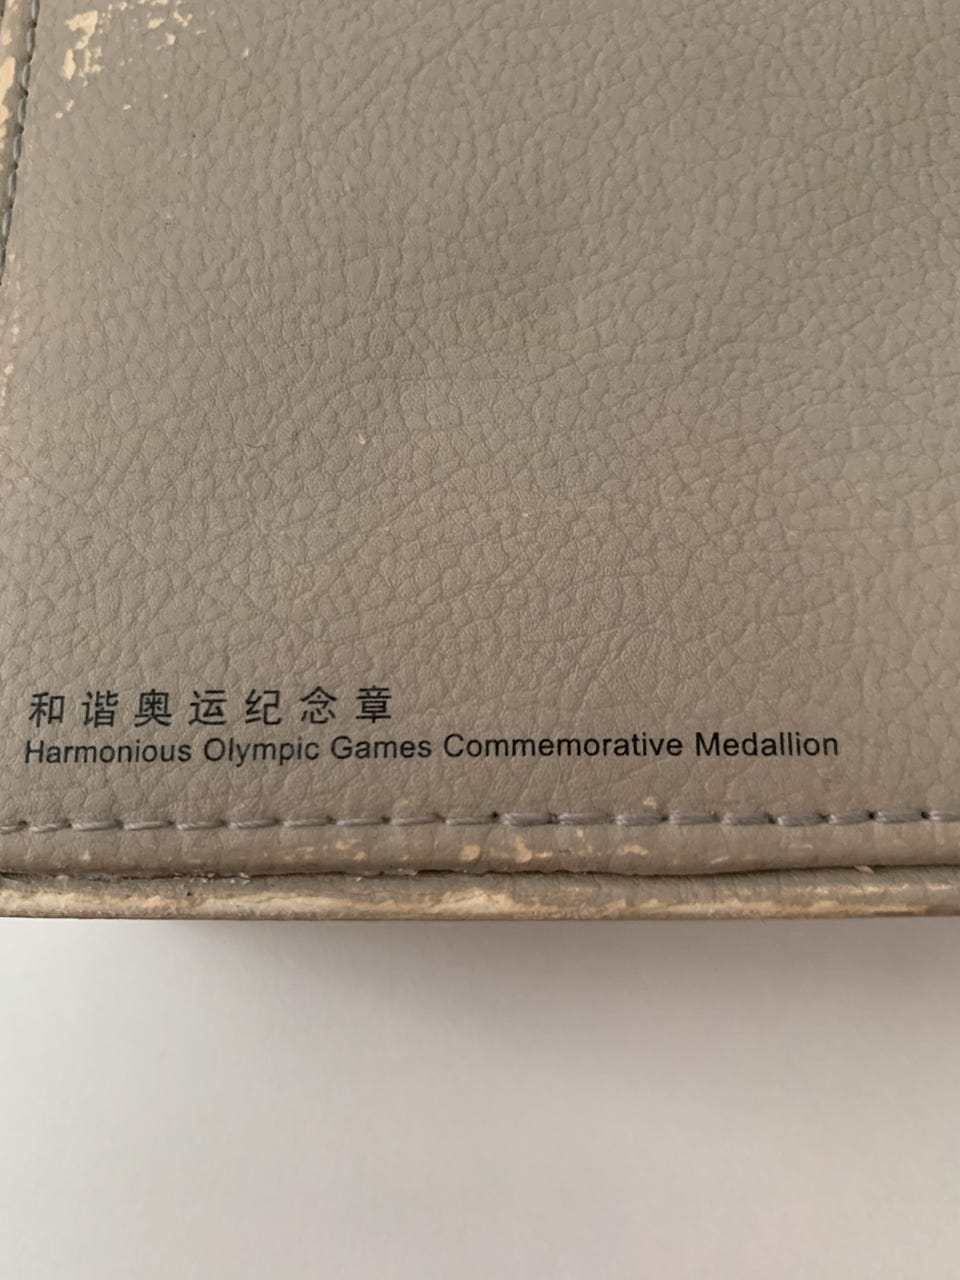 和谐奥运纪念章
Harmonious Olympic Games Commemorative Medallion